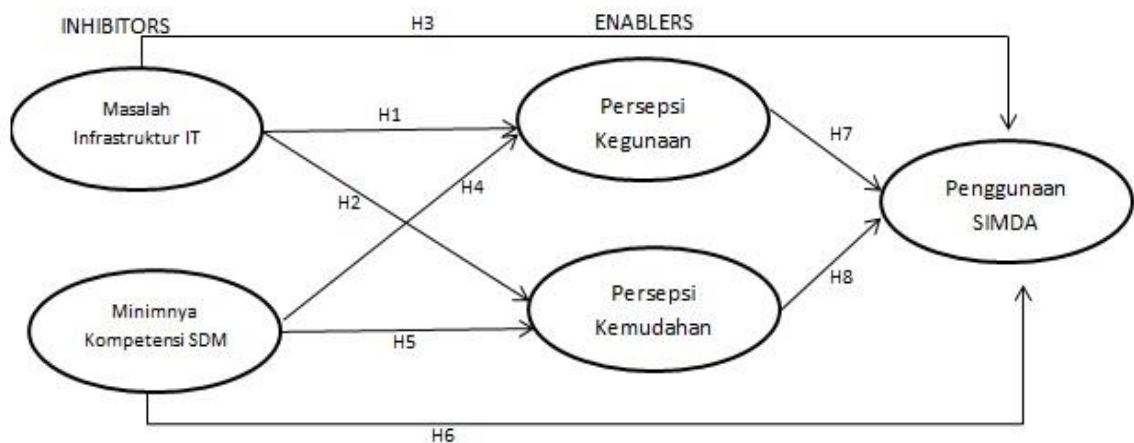 INHIBITORS
H3
ENABLERS
Masalah
Infrastruktur IT
H1
Persepsi
Kegunaan
H7
H4
H2
Penggunaan
SIMDA
Minimnya
Kompetensi SDM
H5
Persepsi
Kemudahan
H8
H6